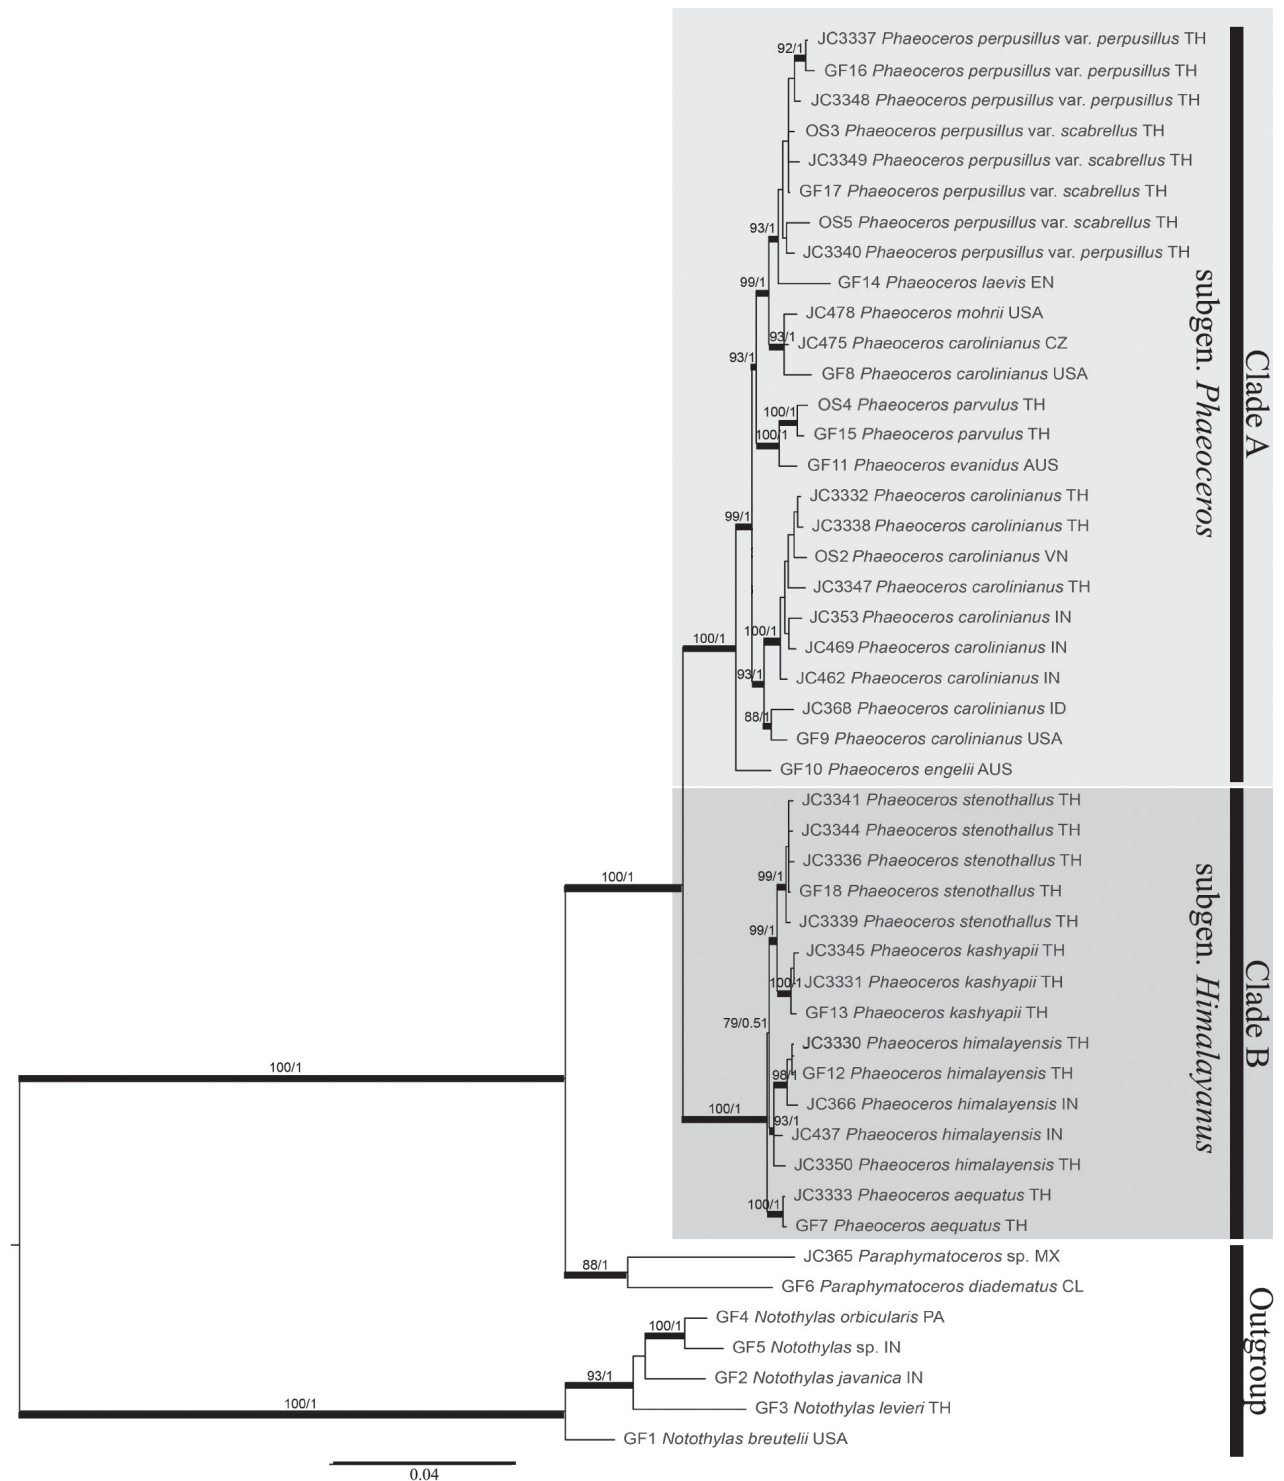 92/1
JC3337 Phaeoceros perpusillus var. perpusillus TH
GF16 Phaeoceros perpusillus var. perpusillus TH
JC3348 Phaeoceros perpusillus var. perpusillus TH
OS3 Phaeoceros perpusillus var. scabrellus TH
JC3349 Phaeoceros perpusillus var. scabrellus TH
GF17 Phaeoceros perpusillus var. scabrellus TH
93/1
OS5 Phaeoceros perpusillus var. scabrellus TH
JC3340 Phaeoceros perpusillus var. perpusillus TH
99/1
GF14 Phaeoceros laevis EN
JC478 Phaeoceros mohrii USA
93/1
JC475 Phaeoceros carolinianus CZ
93/1
GF8 Phaeoceros carolinianus USA
100/1
OS4 Phaeoceros parvulus TH
100/1
GF15 Phaeoceros parvulus TH
GF11 Phaeoceros evanidus AUS
JC3332 Phaeoceros carolinianus TH
99/1
JC3338 Phaeoceros carolinianus TH
OS2 Phaeoceros carolinianus VN
JC3347 Phaeoceros carolinianus TH
JC353 Phaeoceros carolinianus IN
100/1
100/1
JC469 Phaeoceros carolinianus IN
93/1
JC462 Phaeoceros carolinianus IN
88/1
JC368 Phaeoceros carolinianus ID
GF9 Phaeoceros carolinianus USA
GF10 Phaeoceros engelii AUS
subgen. Phaeoceros
Clade A
JC3341 Phaeoceros stenothallus TH
JC3344 Phaeoceros stenothallus TH
JC3336 Phaeoceros stenothallus TH
100/1
99/1
GF18 Phaeoceros stenothallus TH
JC3339 Phaeoceros stenothallus TH
99/1
JC3345 Phaeoceros kashyapii TH
100/1
JC3331 Phaeoceros kashyapii TH
GF13 Phaeoceros kashyapii TH
79/0.51
JC3330 Phaeoceros himalayensis TH
98/1
GF12 Phaeoceros himalayensis TH
100/1
JC366 Phaeoceros himalayensis IN
100/1
93/1
JC437 Phaeoceros himalayensis IN
JC3350 Phaeoceros himalayensis TH
JC3333 Phaeoceros aequatus TH
100/1
GF7 Phaeoceros aequatus TH
subgen. Himalayanus
Clade B
JC365 Paraphymatoceros sp. MX
88/1
GF6 Paraphymatoceros diadematus CL
GF4 Notothylas orbicularis PA
100/1
GF5 Notothylas sp. IN
93/1
GF2 Notothylas javanica IN
100/1
GF3 Notothylas levieri TH
GF1 Notothylas breutelii USA
Outgroup
0.04